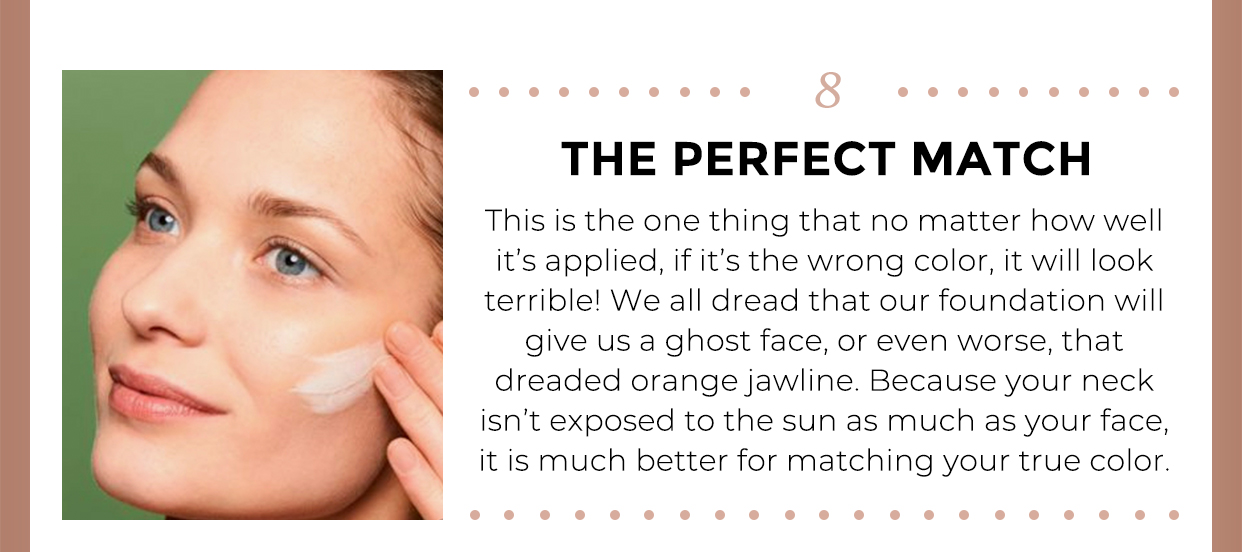 8
THE PERFECT MATCH
This is the one thing that no matter how well
it’s applied, if it’s the wrong color, it will look
terrible! We all dread that our foundation will
give us a ghost face, or even worse, that
dreaded orange jawline. Because your neck
isn’t exposed to the sun as much as your face,
it is much better for matching your true color.